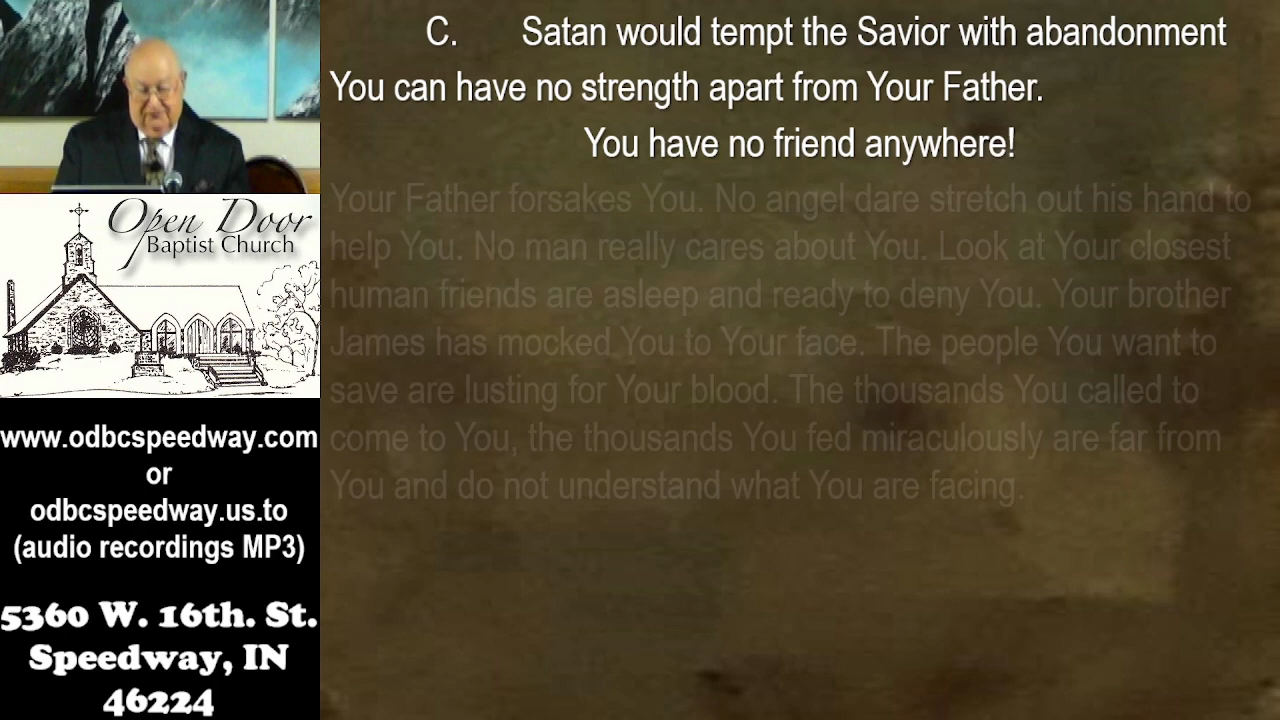 C. Satan would tempt the Savior with abandonment
You can have no strength apart from Your Father.
You have no friend anywhere!
Your Father forsakes You. No angel dare stretch out his hand to
help You. No man really cares about You. Look at Your closest
human friends are asleep and ready to deny You. Your brother
James has mocked You to Your face. The people You want to
save are lusting for Your blood. The thousands You called to
come to You, the thousands You fed miraculously are far from
You and do not understand what You are facing.
Open Door
Baptist Church
www.odbcspeedway.com
or
odbcspeedway.us.to
(audio recordings MP3)
5360 W. 16th. St.
Speedway, IN
46224